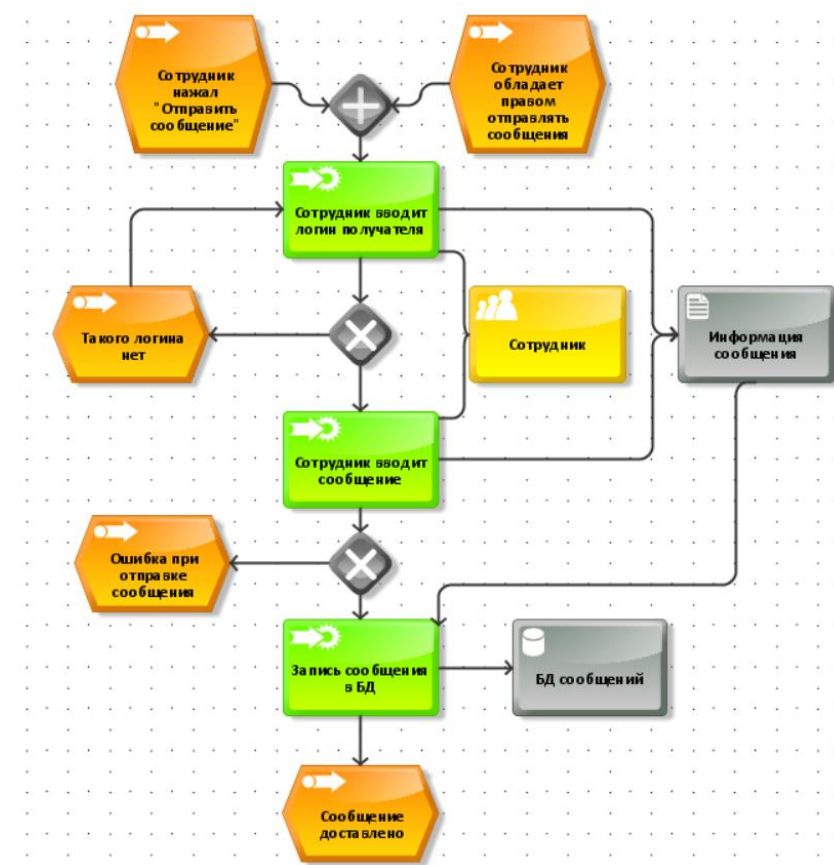 Сотрудник
нажал
"Отправить
сообщение"
Сотрудник
обладает
правом
отправлять
сообщения
Сотрудник вводит
логин получателя
Такого логина
нет
Сотрудник
Информация
сообщения
Сотрудник вводит
сообщение
Ошибка при
отправке
сообщения
Запись сообщения
в БД
БД сообщений
Сообщение
доставлено